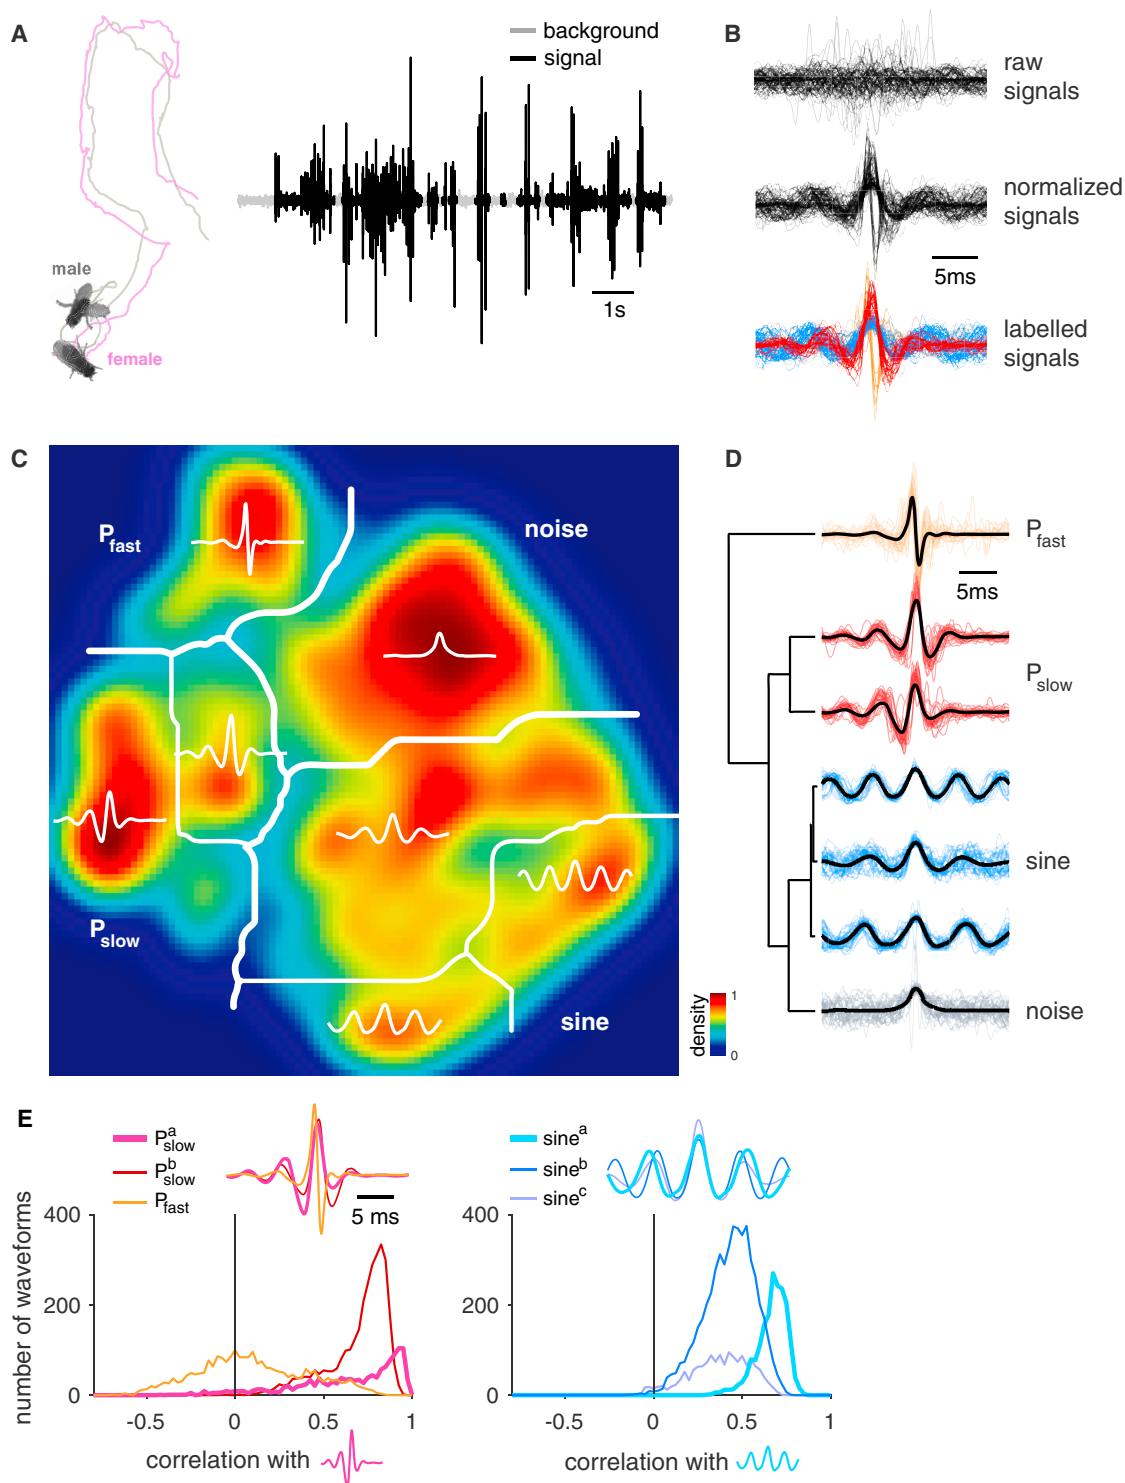 A
background
signal
male
female
1s
B
raw
signals
normalized
signals
5ms
labelled
signals
C
P fast
noise
P slow
sine
density
1
0
D
P fast
5ms
P slow
sine
noise
E
P a slow
P b slow
P fast
5 ms
sine a
sine b
sine c
number of waveforms
400
200
0
-0.5
0
0.5
1
correlation with
400
200
0
-0.5
0
0.5
1
correlation with